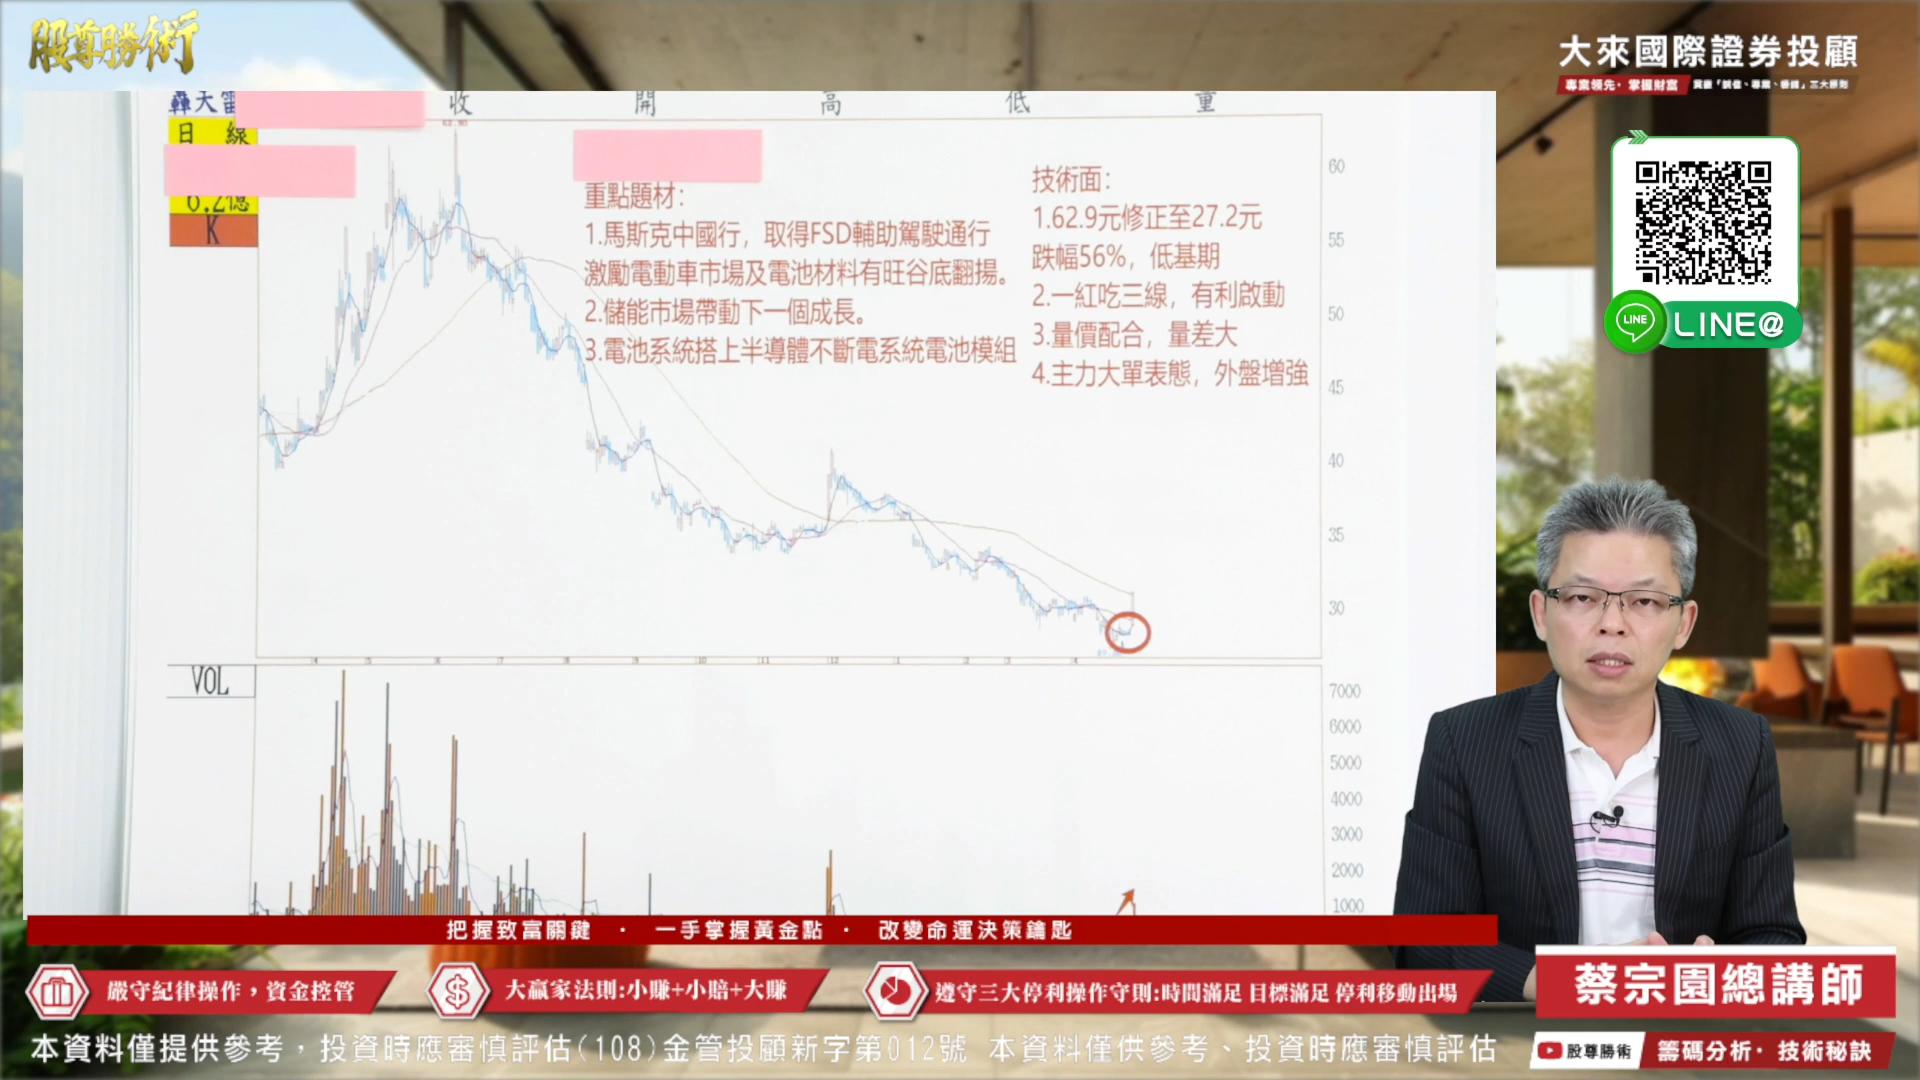 股尊勝術
大來國際證券投顧
專業領先・掌握財富
LINE
LINE@
轟天雷
收 開 高 低 量
日 線
6.2億
K
62.90
重點題材:
1.馬斯克中國行，取得FSD輔助駕駛通行
激勵電動車市場及電池材料有旺谷底翻揚。
2.儲能市場帶動下一個成長。
3.電池系統搭上半導體不斷電系統電池模組
技術面:
1.62.9元修正至27.2元
跌幅56%，低基期
2.一紅吃三線，有利啟動
3.量價配合，量差大
4.主力大單表態，外盤增強
60
55
50
45
40
35
30
VOL
7000
6000
5000
4000
3000
2000
1000
把握致富關鍵 ・ 一手掌握黃金點 ・ 改變命運決策鑰匙
嚴守紀律操作，資金控管
大贏家法則:小賺+小賠+大賺
遵守三大停利操作守則:時間滿足 目標滿足 停利移動出場
蔡宗園總講師
本資料僅提供參考，投資時應審慎評估(108)金管投顧新字第012號 本資料僅供參考、投資時應審慎評估
股尊勝術
籌碼分析・技術秘訣